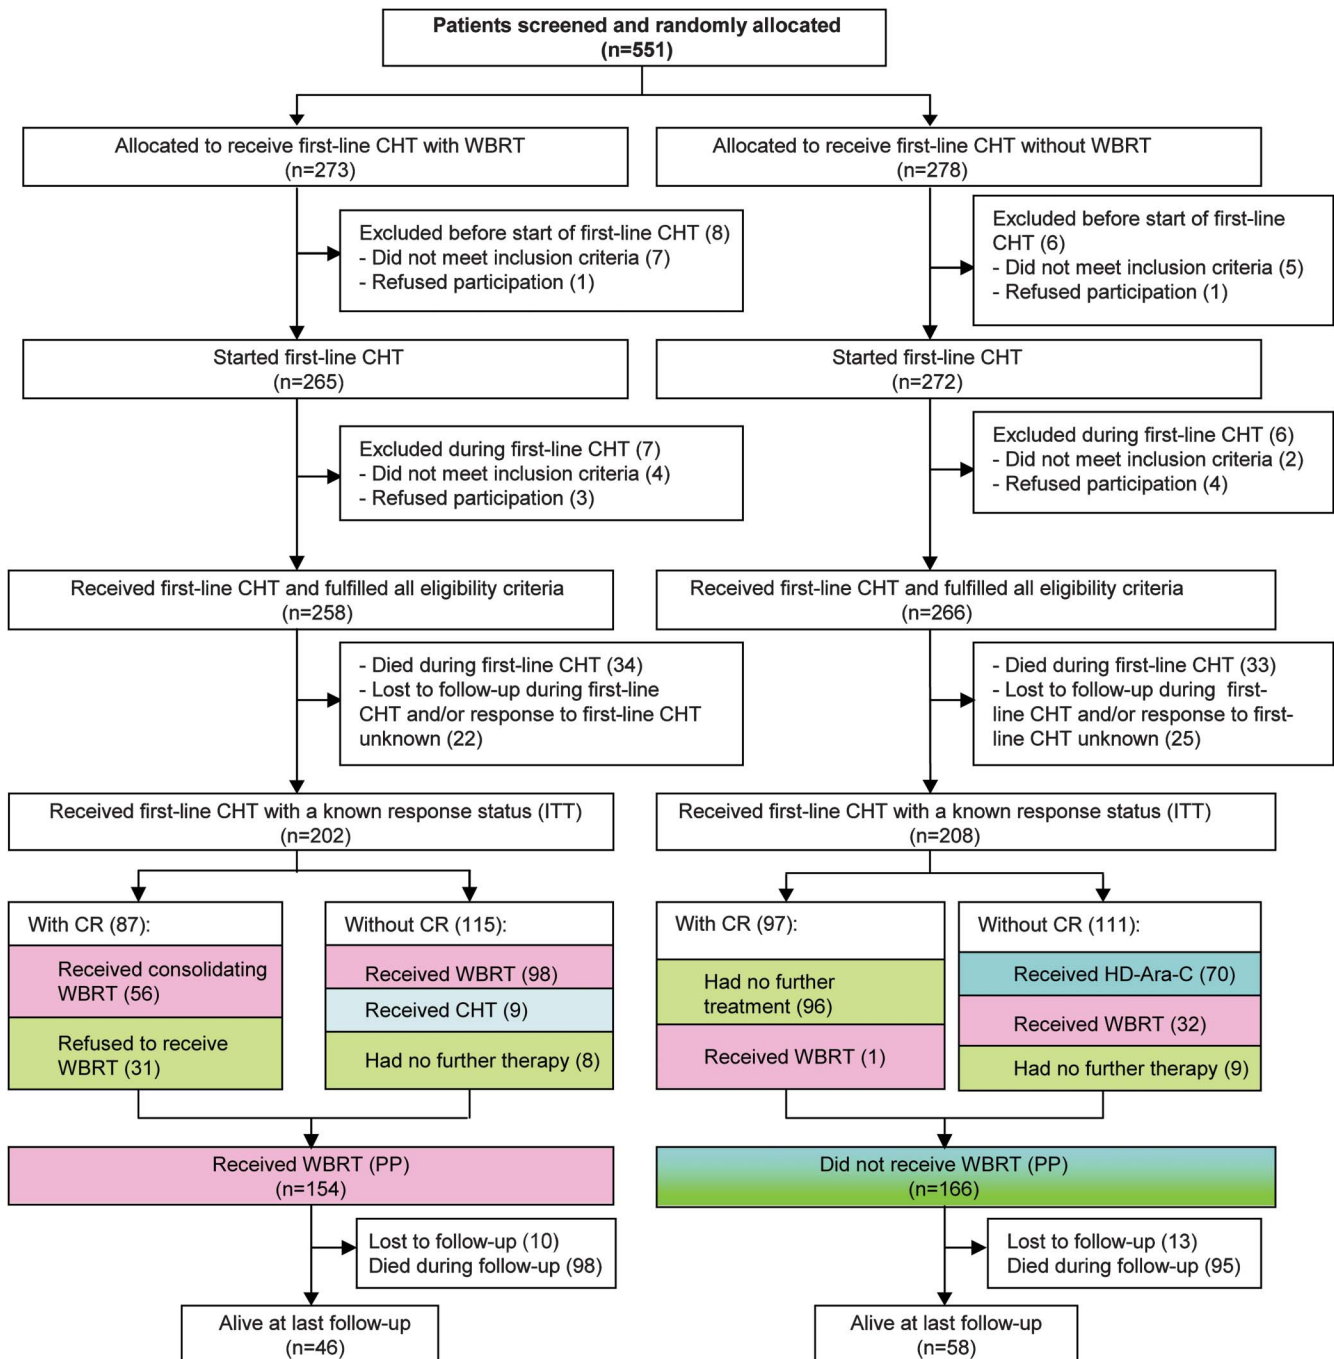 Patients screened and randomly allocated
(n=551)
Allocated to receive first-line CHT with WBRT
(n=273)
Allocated to receive first-line CHT without WBRT
(n=278)
Excluded before start of first-line CHT (8)
- Did not meet inclusion criteria (7)
- Refused participation (1)
Excluded before start of first-line
CHT (6)
- Did not meet inclusion criteria (5)
- Refused participation (1)
Started first-line CHT
(n=265)
Started first-line CHT
(n=272)
Excluded during first-line CHT (7)
- Did not meet inclusion criteria (4)
- Refused participation (3)
Excluded during first-line CHT (6)
- Did not meet inclusion criteria (2)
- Refused participation (4)
Received first-line CHT and fulfilled all eligibility criteria
(n=258)
Received first-line CHT and fulfilled all eligibility criteria
(n=266)
- Died during first-line CHT (34)
- Lost to follow-up during first-line
CHT and/or response to first-line CHT
unknown (22)
- Died during first-line CHT (33)
- Lost to follow-up during first-
line CHT and/or response to first-
line CHT unknown (25)
Received first-line CHT with a known response status (ITT)
(n=202)
Received first-line CHT with a known response status (ITT)
(n=208)
With CR (87):
Received consolidating
WBRT (56)
Refused to receive
WBRT (31)
Without CR (115):
Received WBRT (98)
Received CHT (9)
Had no further therapy (8)
With CR (97):
Had no further
treatment (96)
Received WBRT (1)
Without CR (111):
Received HD-Ara-C (70)
Received WBRT (32)
Had no further therapy (9)
Received WBRT (PP)
(n=154)
Did not receive WBRT (PP)
(n=166)
Lost to follow-up (10)
Died during follow-up (98)
Lost to follow-up (13)
Died during follow-up (95)
Alive at last follow-up
(n=46)
Alive at last follow-up
(n=58)